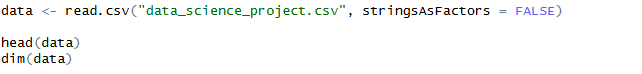 data <- read.csv("data_science_project.csv", stringsAsFactors = FALSE)
head(data)
dim(data)